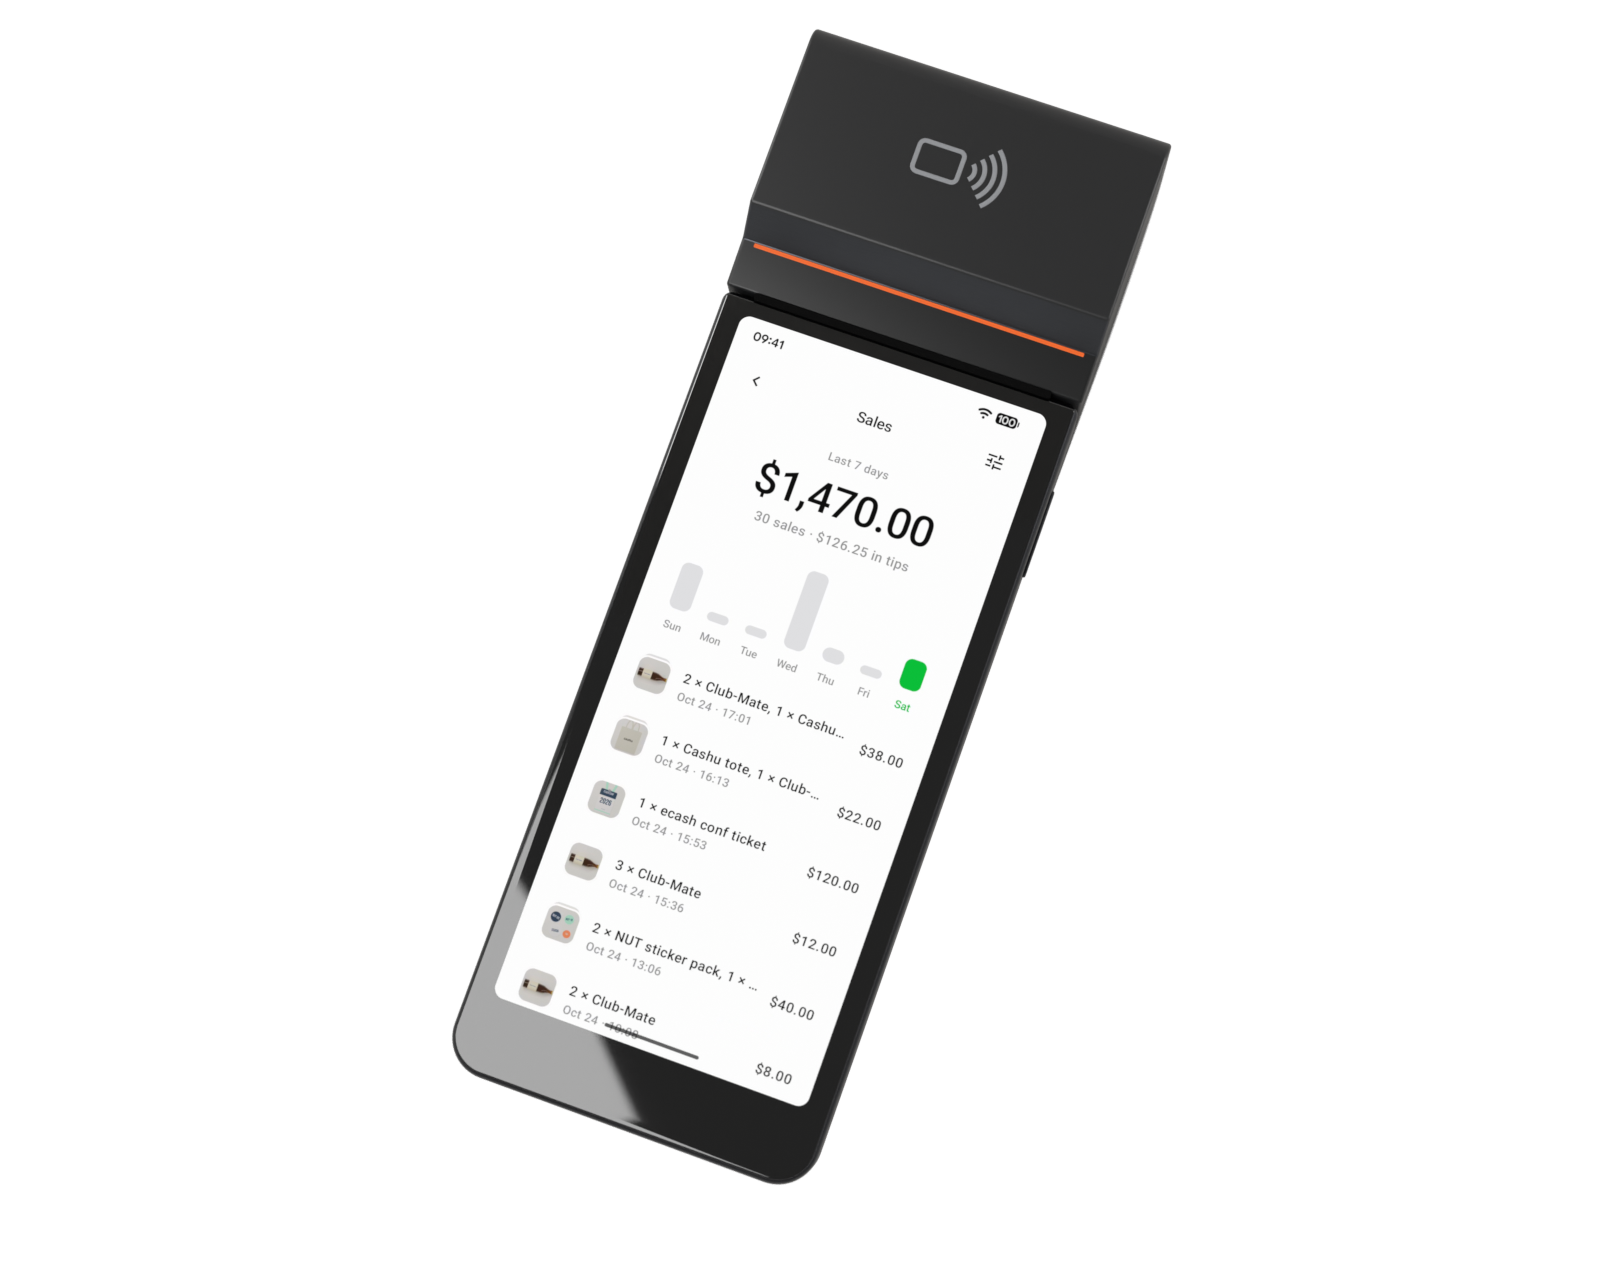 09:41
100
Sales
Last 7 days
$1,470.00
30 sales · $126.25 in tips
Sun Mon Tue Wed Thu Fri Sat
2 × Club-Mate, 1 × Cashu...
Oct 24 · 17:01
$38.00
1 × Cashu tote, 1 × Club-...
Oct 24 · 16:13
$22.00
1 × ecash conf ticket
Oct 24 · 15:53
$120.00
3 × Club-Mate
Oct 24 · 15:36
$12.00
2 × NUT sticker pack, 1 × ...
Oct 24 · 13:06
$40.00
2 × Club-Mate
Oct 24 ·
$8.00